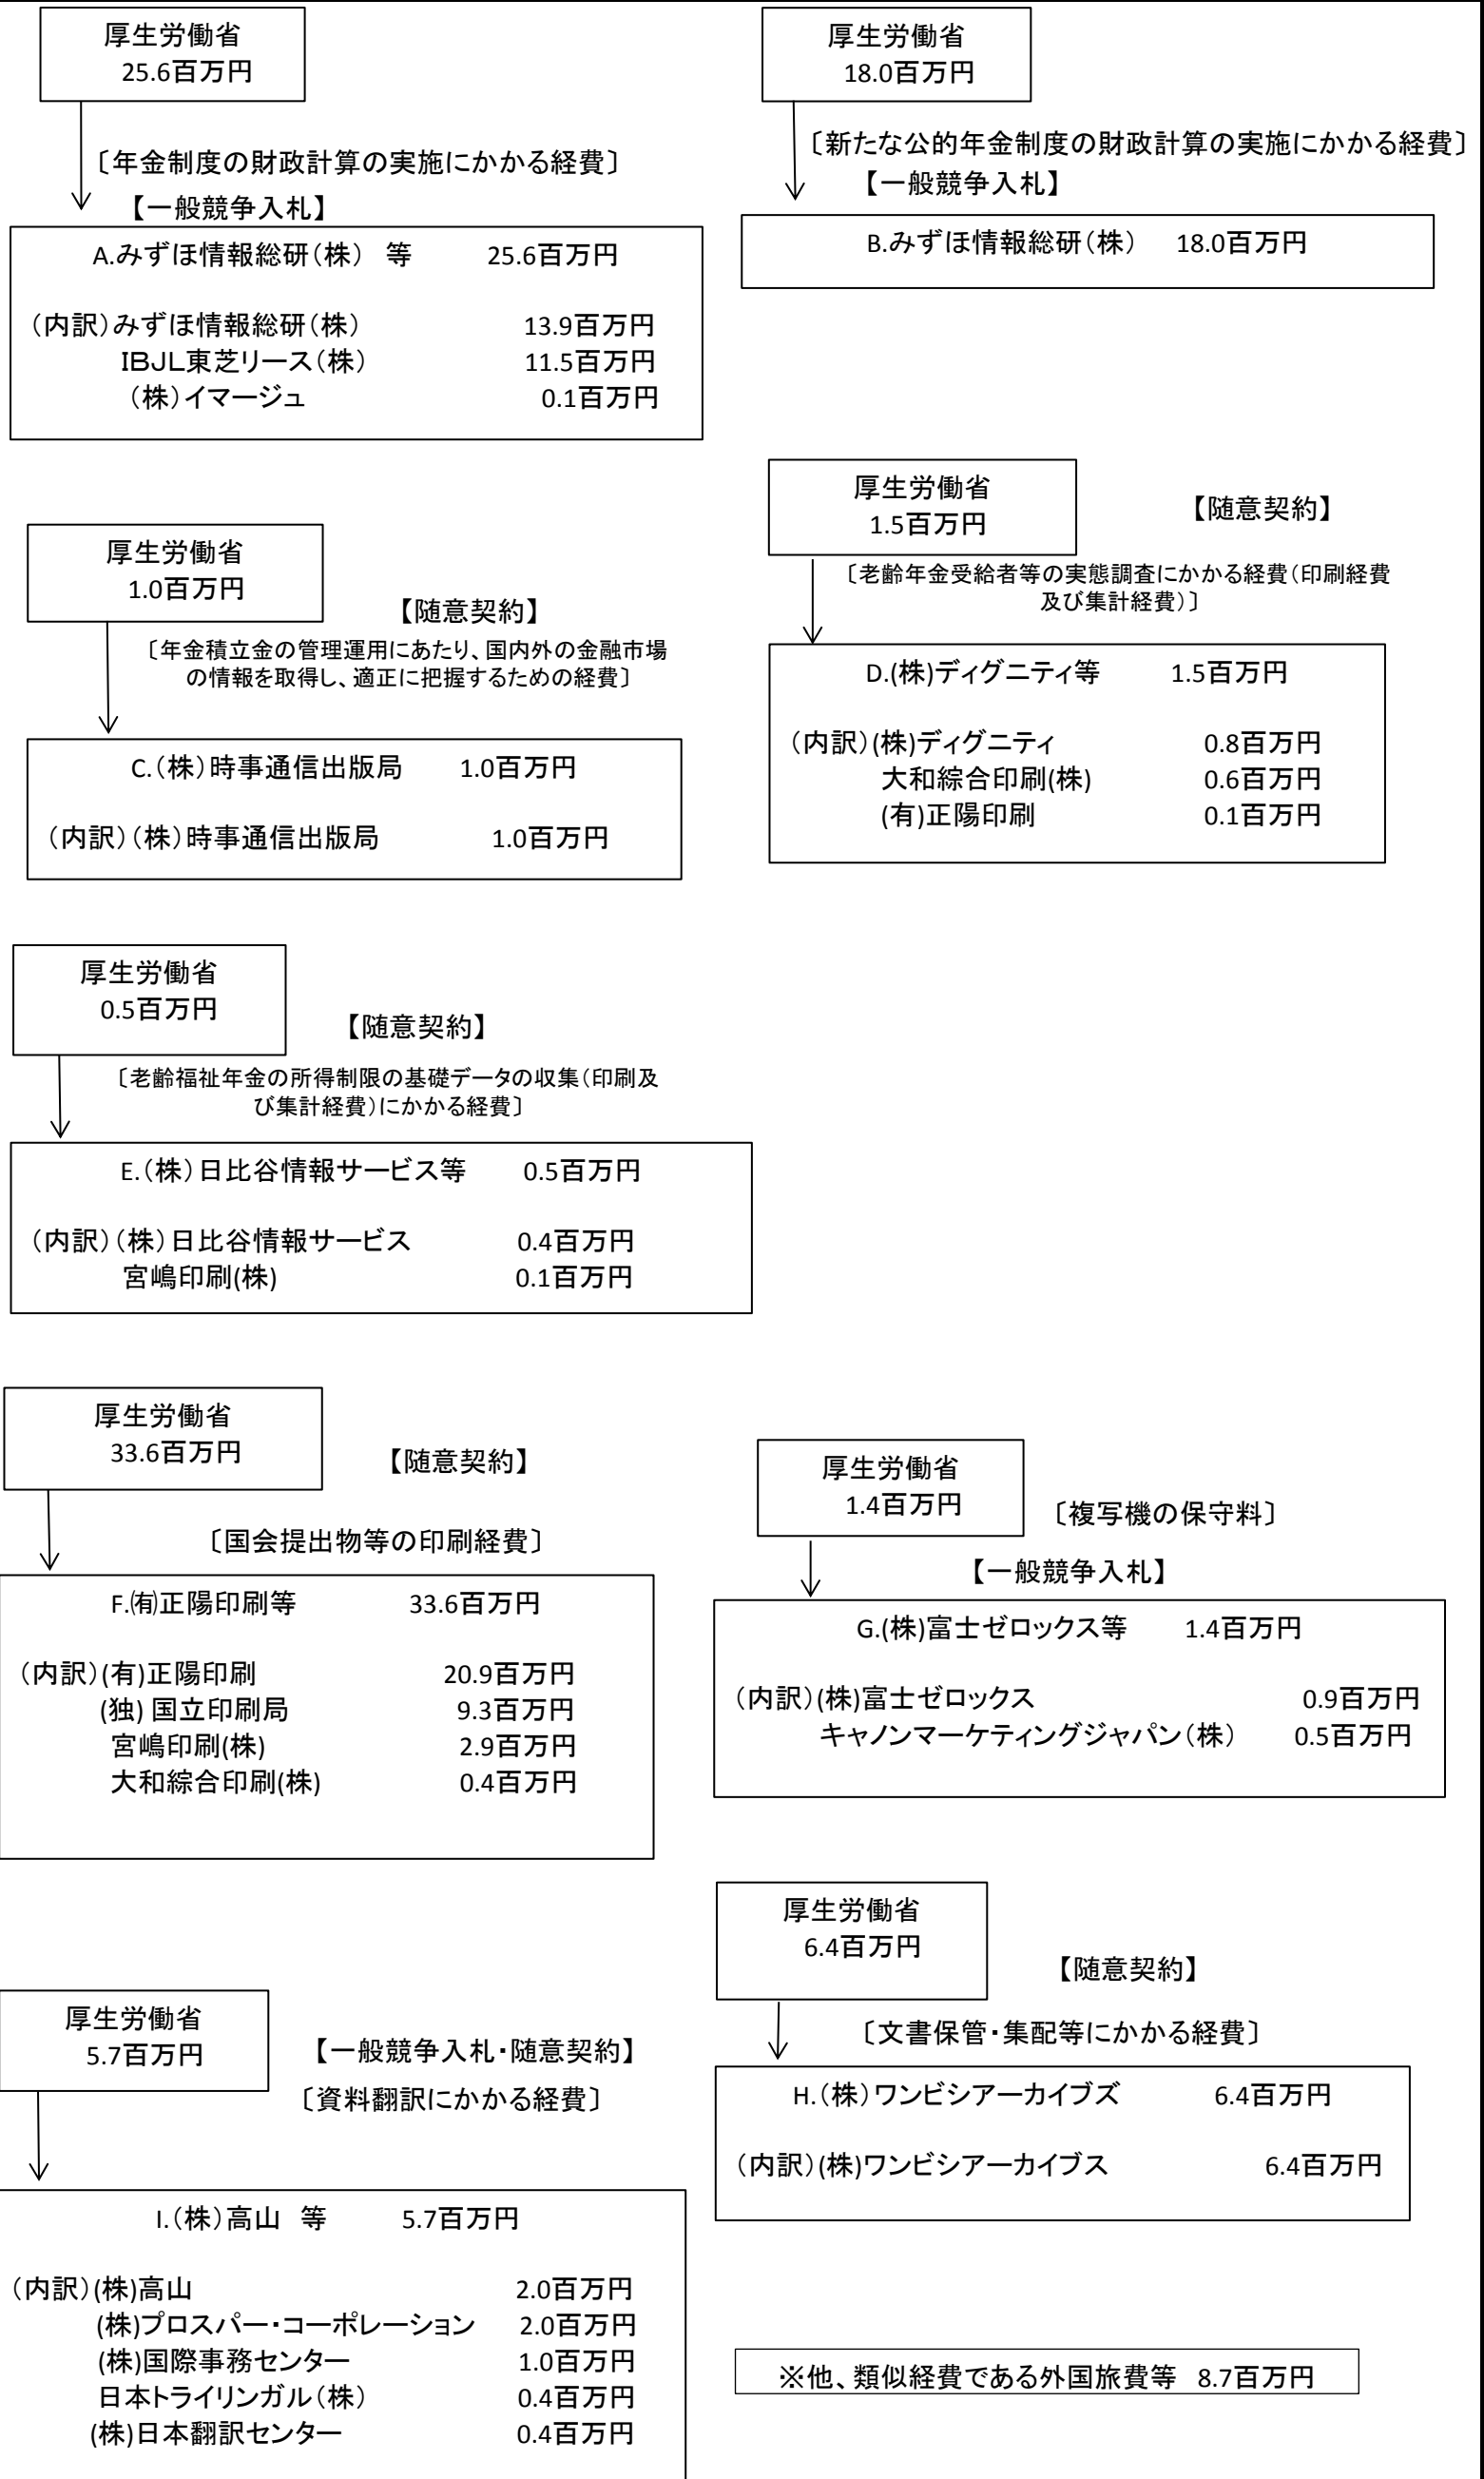 厚生労働省
25.6百万円
〔年金制度の財政計算の実施にかかる経費〕
【一般競争入札】
A.みずほ情報総研（株） 等 25.6百万円
（内訳）みずほ情報総研（株） 13.9百万円
IBJL東芝リース（株） 11.5百万円
（株）イマージュ 0.1百万円
厚生労働省
18.0百万円
〔新たな公的年金制度の財政計算の実施にかかる経費〕
【一般競争入札】
B.みずほ情報総研（株） 18.0百万円
厚生労働省
1.0百万円
【随意契約】
〔年金積立金の管理運用にあたり、国内外の金融市場
の情報を取得し、適正に把握するための経費〕
C.（株）時事通信出版局 1.0百万円
（内訳）（株）時事通信出版局 1.0百万円
厚生労働省
1.5百万円
【随意契約】
〔老齢年金受給者等の実態調査にかかる経費（印刷経費
及び集計経費）〕
D.(株)ディグニティ等 1.5百万円
（内訳）(株)ディグニティ 0.8百万円
大和綜合印刷(株) 0.6百万円
(有)正陽印刷 0.1百万円
厚生労働省
0.5百万円
【随意契約】
〔老齢福祉年金の所得制限の基礎データの収集（印刷及
び集計経費）にかかる経費〕
E.（株）日比谷情報サービス等 0.5百万円
（内訳）（株）日比谷情報サービス 0.4百万円
宮嶋印刷(株) 0.1百万円
厚生労働省
33.6百万円
【随意契約】
〔国会提出物等の印刷経費〕
F.㈲正陽印刷等 33.6百万円
（内訳）(有)正陽印刷 20.9百万円
(独) 国立印刷局 9.3百万円
宮嶋印刷(株) 2.9百万円
大和綜合印刷(株) 0.4百万円
厚生労働省
1.4百万円
〔複写機の保守料〕
【一般競争入札】
G.(株)富士ゼロックス等 1.4百万円
（内訳）(株)富士ゼロックス 0.9百万円
キャノンマーケティングジャパン（株） 0.5百万円
厚生労働省
6.4百万円
【随意契約】
〔文書保管・集配等にかかる経費〕
H.（株）ワンビシアーカイブズ 6.4百万円
（内訳）(株)ワンビシアーカイブス 6.4百万円
厚生労働省
5.7百万円
【一般競争入札・随意契約】
〔資料翻訳にかかる経費〕
I.（株）高山 等 5.7百万円
（内訳）(株)高山 2.0百万円
(株)プロスパー・コーポレーション 2.0百万円
(株)国際事務センター 1.0百万円
日本トライリンガル（株） 0.4百万円
(株)日本翻訳センター 0.4百万円
※他、類似経費である外国旅費等 8.7百万円